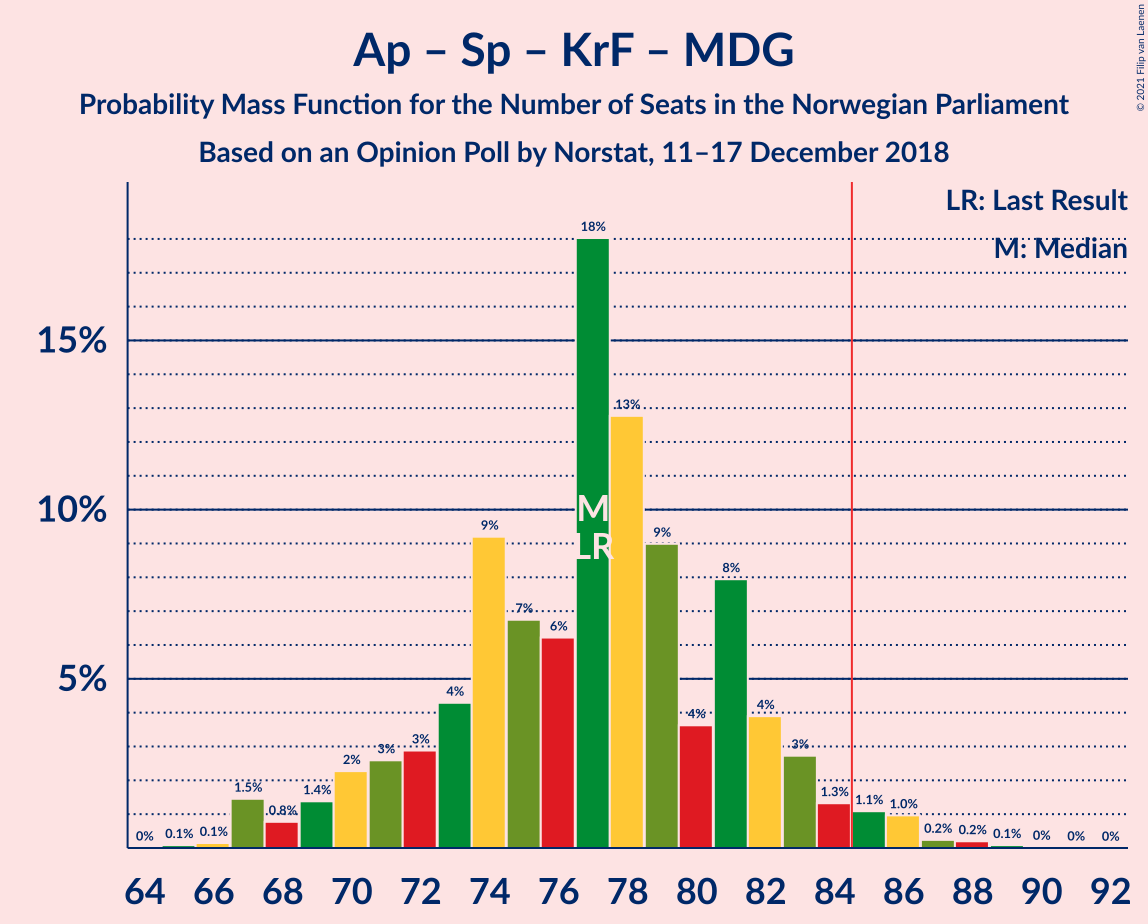 Ap – Sp – KrF – MDG
Probability Mass Function for the Number of Seats in the Norwegian Parliament
Based on an Opinion Poll by Norstat, 11–17 December 2018
© 2021 Filip van Laenen
LR: Last Result
M: Median
15%
10%
5%
0% 0.1% 0.1% 1.5% 0.8% 1.4% 2% 3% 3% 4% 9% 7% 6% 18% 13% 9% 4% 8% 4% 3% 1.3% 1.1% 1.0% 0.2% 0.2% 0.1% 0% 0% 0%
M
LR
64 66 68 70 72 74 76 78 80 82 84 86 88 90 92